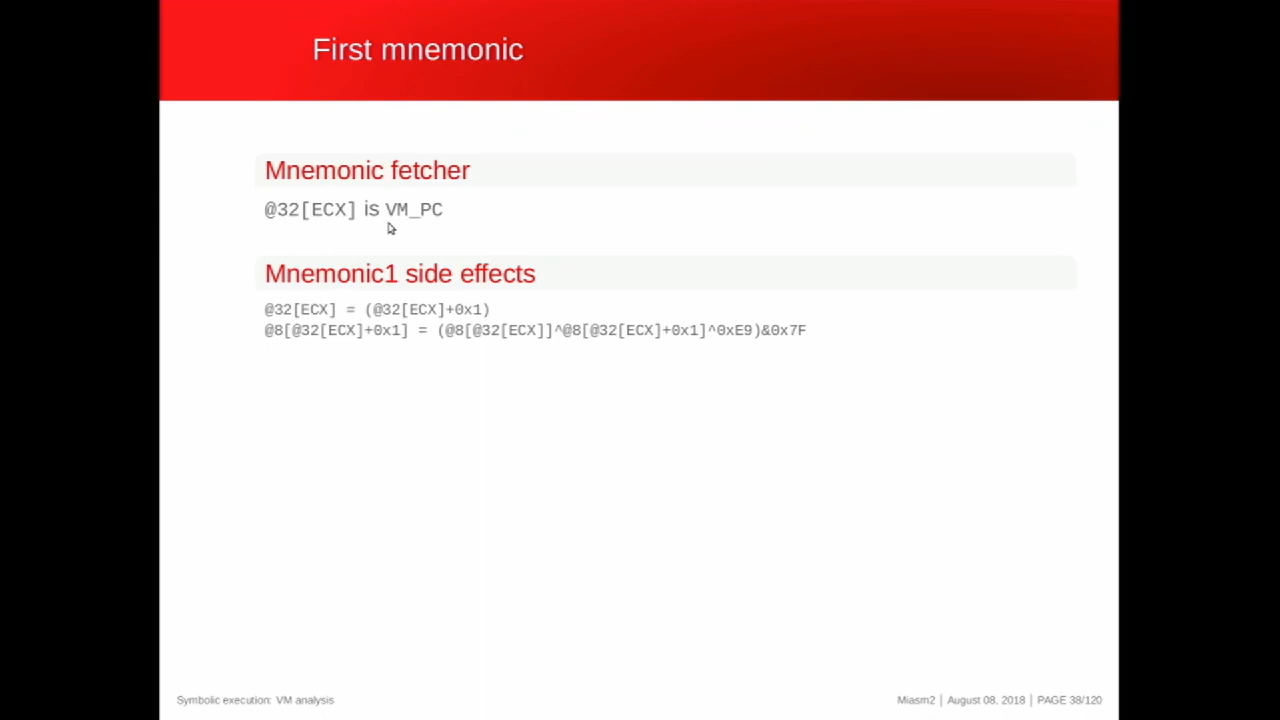 First mnemonic
Mnemonic fetcher
@32[ECX] is VM_PC
Mnemonic1 side effects
@32[ECX] = (@32[ECX]+0x1)
@8[@32[ECX]+0x1] = (@8[@32[ECX]]^@8[@32[ECX]+0x1]^0xE9)&0x7F
Symbolic execution: VM analysis
Miasm2 | August 08, 2018 | PAGE 38/120